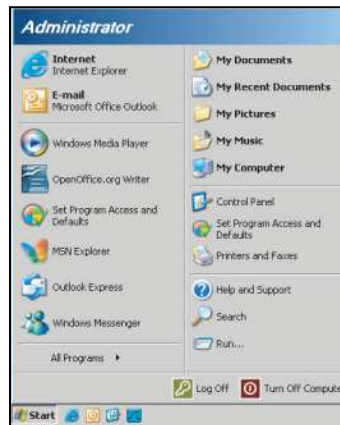 Administrator
Internet
Internet Explorer
E-mail
Microsoft Office Outlook
Windows Media Player
OpenOffice.org Writer
Set Program Access and
Defaults
MSN Explorer
Outlook Express
Windows Messenger
All Programs
My Documents
My Recent Documents
My Pictures
My Music
My Computer
Control Panel
Set Program Access and
Defaults
Printers and Faxes
Help and Support
Search
Run...
Log Off
Turn Off Compute
Start